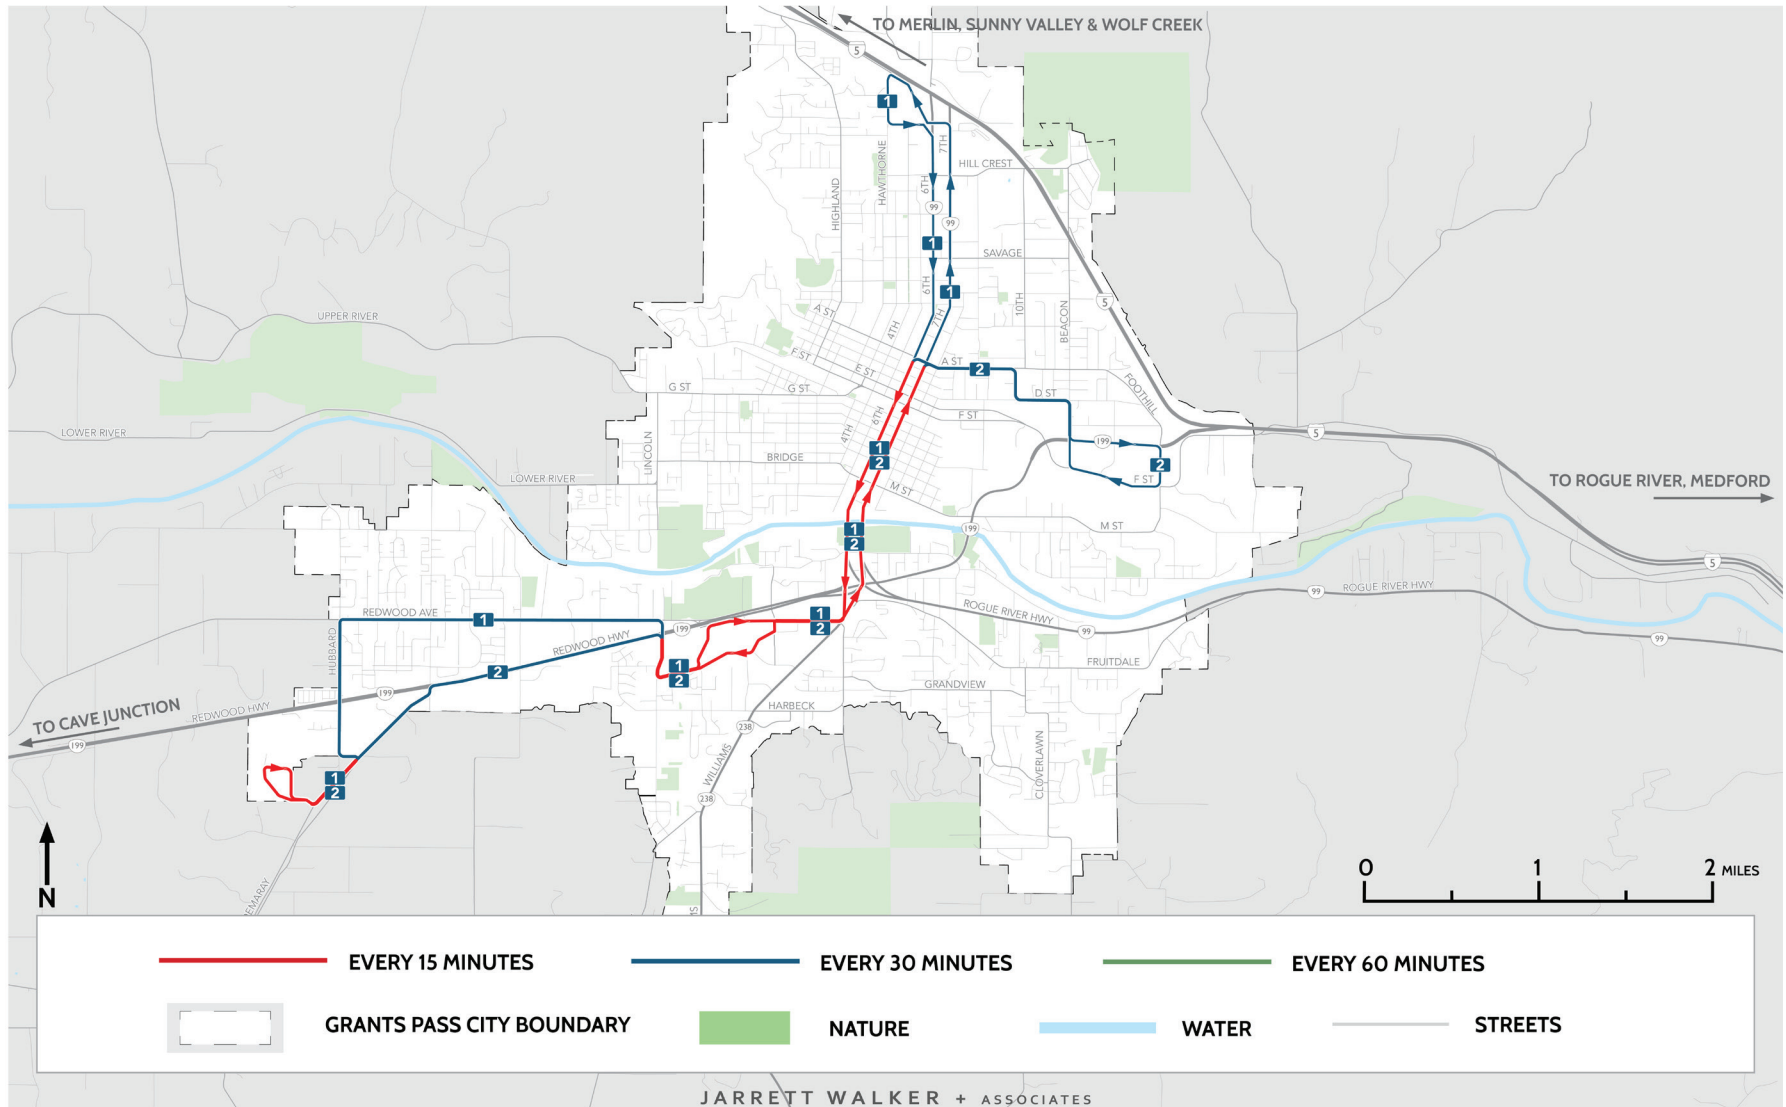 TO MERLIN, SUNNY VALLEY & WOLF CREEK
5
1
7TH
HILL CREST
HAWTHORNE
HIGHLAND
6TH
99
99
1
SAVAGE
6TH
1
7TH
10TH
BEACON
5
UPPER RIVER
A ST
4TH
F ST
E ST
A ST
2
FOOTHILL
G ST
G ST
D ST
6TH
F ST
4TH
LOWER RIVER
LINCOLN
BRIDGE
1
2
199
5
2
F ST
LOWER RIVER
M ST
TO ROGUE RIVER, MEDFORD
M ST
199
1
2
5
ROGUE RIVER HWY
99
REDWOOD AVE
1
1
2
ROGUE RIVER HWY
199
99
99
HUBBARD
REDWOOD HWY
FRUITDALE
1
2
2
GRANDVIEW
199
REDWOOD HWY
HARBECK
TO CAVE JUNCTION
199
238
WILLIAMS
CLOVERLAWN
1
2
238
N
0 1 2 MILES
EMARAY
MS
EVERY 15 MINUTES
EVERY 30 MINUTES
EVERY 60 MINUTES
GRANTS PASS CITY BOUNDARY
NATURE
WATER
STREETS
JARRETT WALKER + ASSOCIATES